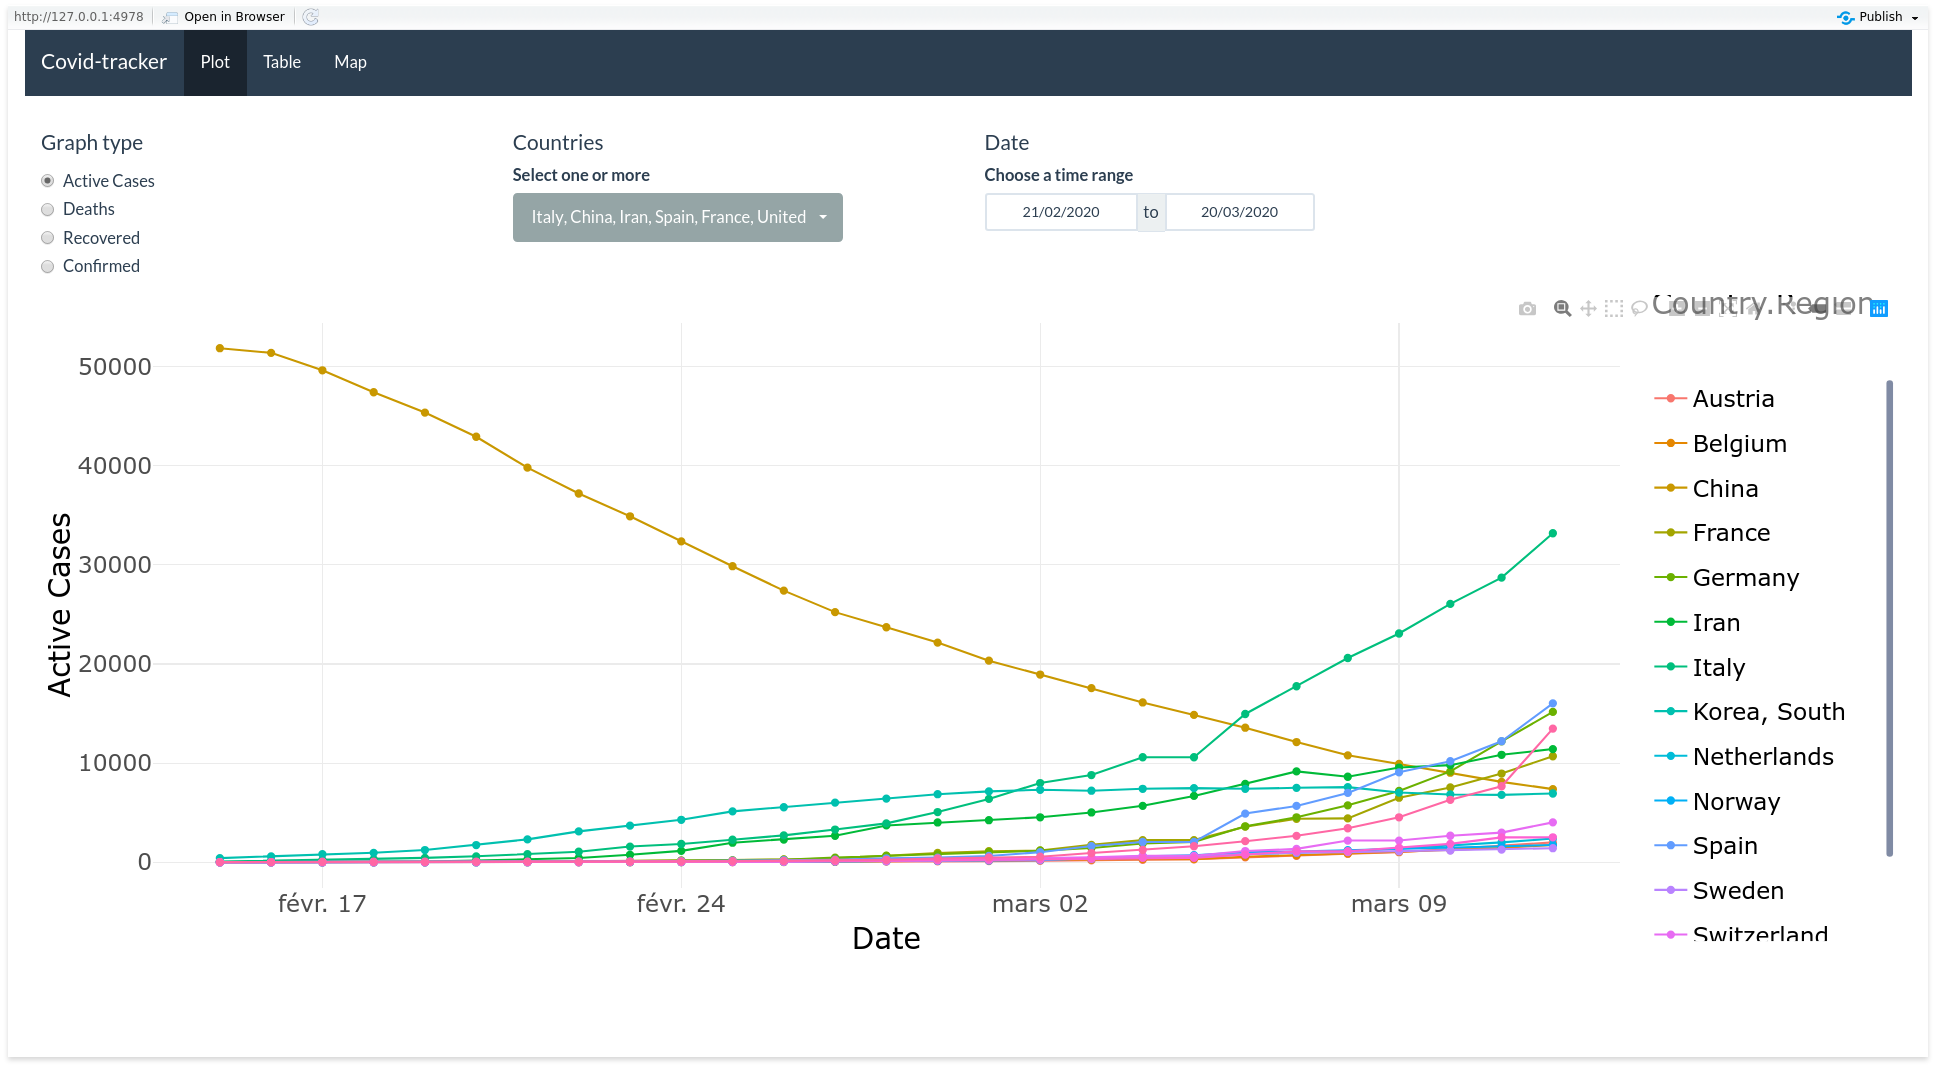 http://127.0.0.1:4978 Open in Browser Publish
Covid-tracker Plot Table Map
Graph type
Active Cases
Deaths
Recovered
Confirmed
Countries
Select one or more
Italy, China, Iran, Spain, France, United
Date
Choose a time range
21/02/2020 to 20/03/2020
Country.Region
50000
40000
30000
20000
10000
0
Active Cases
févr. 17 févr. 24 mars 02 mars 09
Date
Austria
Belgium
China
France
Germany
Iran
Italy
Korea, South
Netherlands
Norway
Spain
Sweden
Switzerland